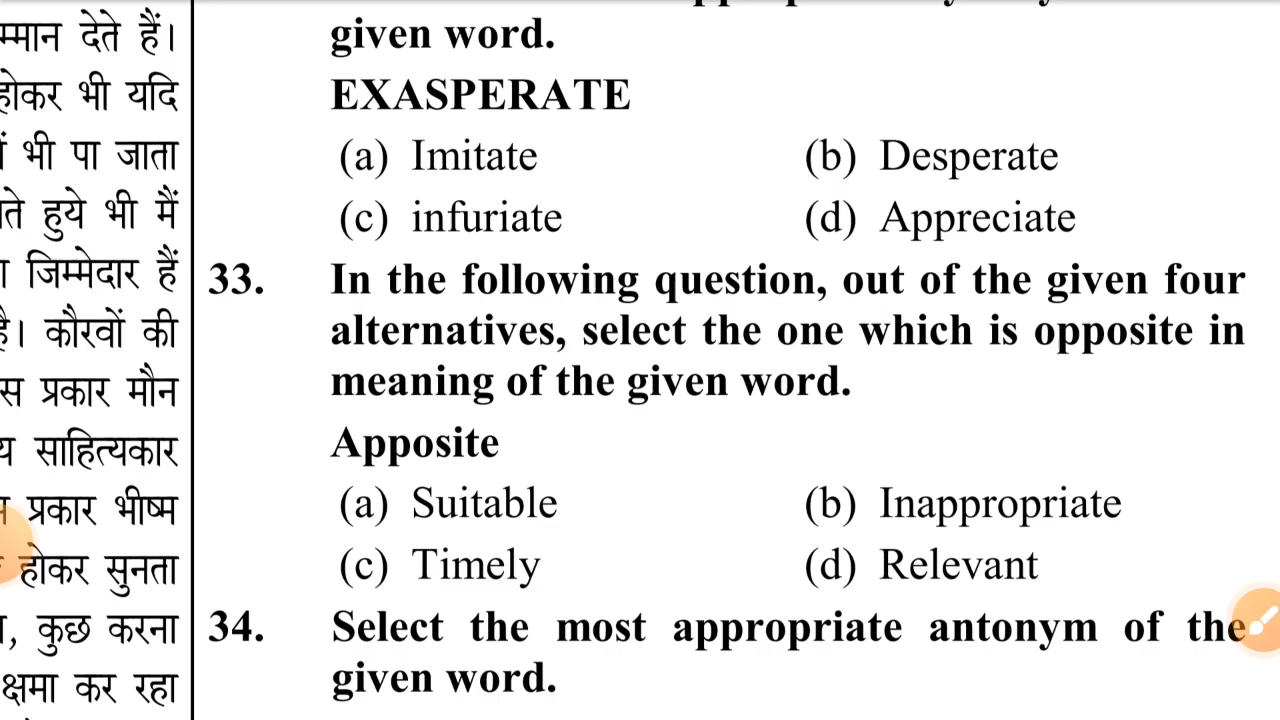 म्मान देते हैं।
होकर भी यदि
भी पा जाता
हुये भी मैं
जिम्मेदार हैं
है। कौरवों की
प्रकार मौन
साहित्यकार
प्रकार भीष्म
होकर सुनता
कुछ करना
क्षमा कर रहा
given word.
EXASPERATE
(a) Imitate (b) Desperate
(c) infuriate (d) Appreciate
33. In the following question, out of the given four
alternatives, select the one which is opposite in
meaning of the given word.
Apposite
(a) Suitable (b) Inappropriate
(c) Timely (d) Relevant
34. Select the most appropriate antonym of the
given word.